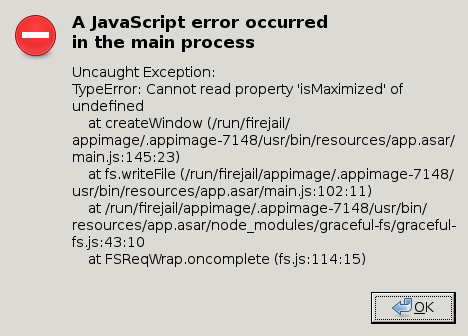 A JavaScript error occurred
in the main process
Uncaught Exception:
TypeError: Cannot read property 'isMaximized' of
undefined
at createWindow (/run/firejail/
appimage/.appimage-7148/usr/bin/resources/app.asar/
main.js:145:23)
at fs.writeFile (/run/firejail/appimage/.appimage-7148/
usr/bin/resources/app.asar/main.js:102:11)
at /run/firejail/appimage/.appimage-7148/usr/bin/
resources/app.asar/node_modules/graceful-fs/graceful-
fs.js:43:10
at FSReqWrap.oncomplete (fs.js:114:15)
OK